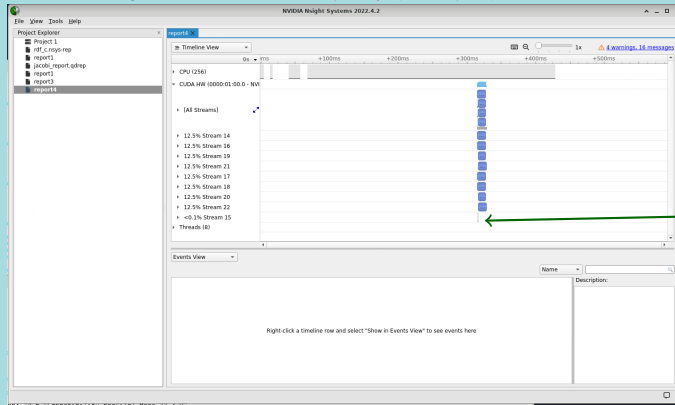 NVIDIA Nsight Systems 2022.4.2
File View Tools Help
Project Explorer
Project 1
rdf_c.nsys-rep
report1
jacobi_report.qdrep
report1
report3
report4
report4
Timeline View
1x
4 warnings, 16 messages
0s
+100ms
+200ms
+300ms
+400ms
+500ms
CPU (256)
CUDA HW (0000:01:00.0 - NVI
[All Streams]
12.5% Stream 14
12.5% Stream 16
12.5% Stream 19
12.5% Stream 21
12.5% Stream 17
12.5% Stream 18
12.5% Stream 20
12.5% Stream 22
<0.1% Stream 15
Threads (8)
Events View
Name
Description:
Right-click a timeline row and select "Show in Events View" to see events here